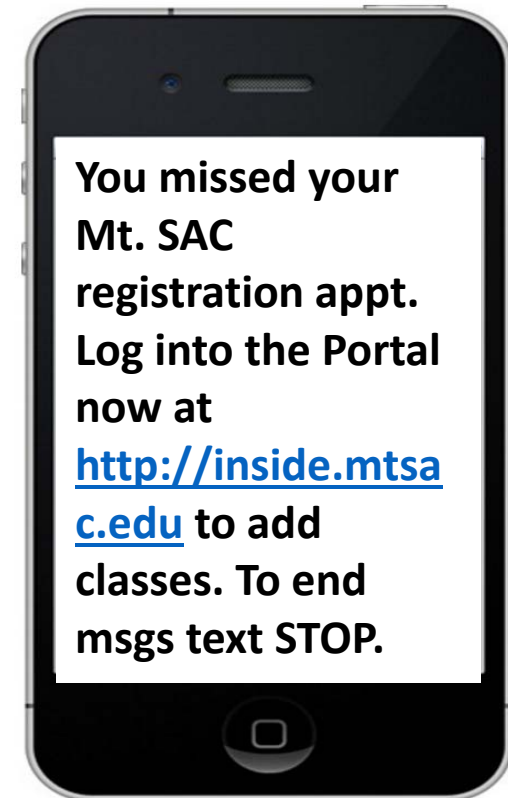 You missed your
Mt. SAC
registration appt.
Log into the Portal
now at
http://inside.mtsa
c.edu to add
classes. To end
msgs text STOP.